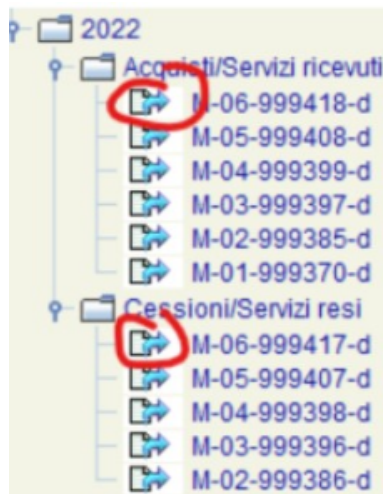 2022
Acquisti/Servizi ricevuti
M-06-999418-d
M-05-999408-d
M-04-999399-d
M-03-999397-d
M-02-999385-d
M-01-999370-d
Cessioni/Servizi resi
M-06-999417-d
M-05-999407-d
M-04-999398-d
M-03-999396-d
M-02-999386-d